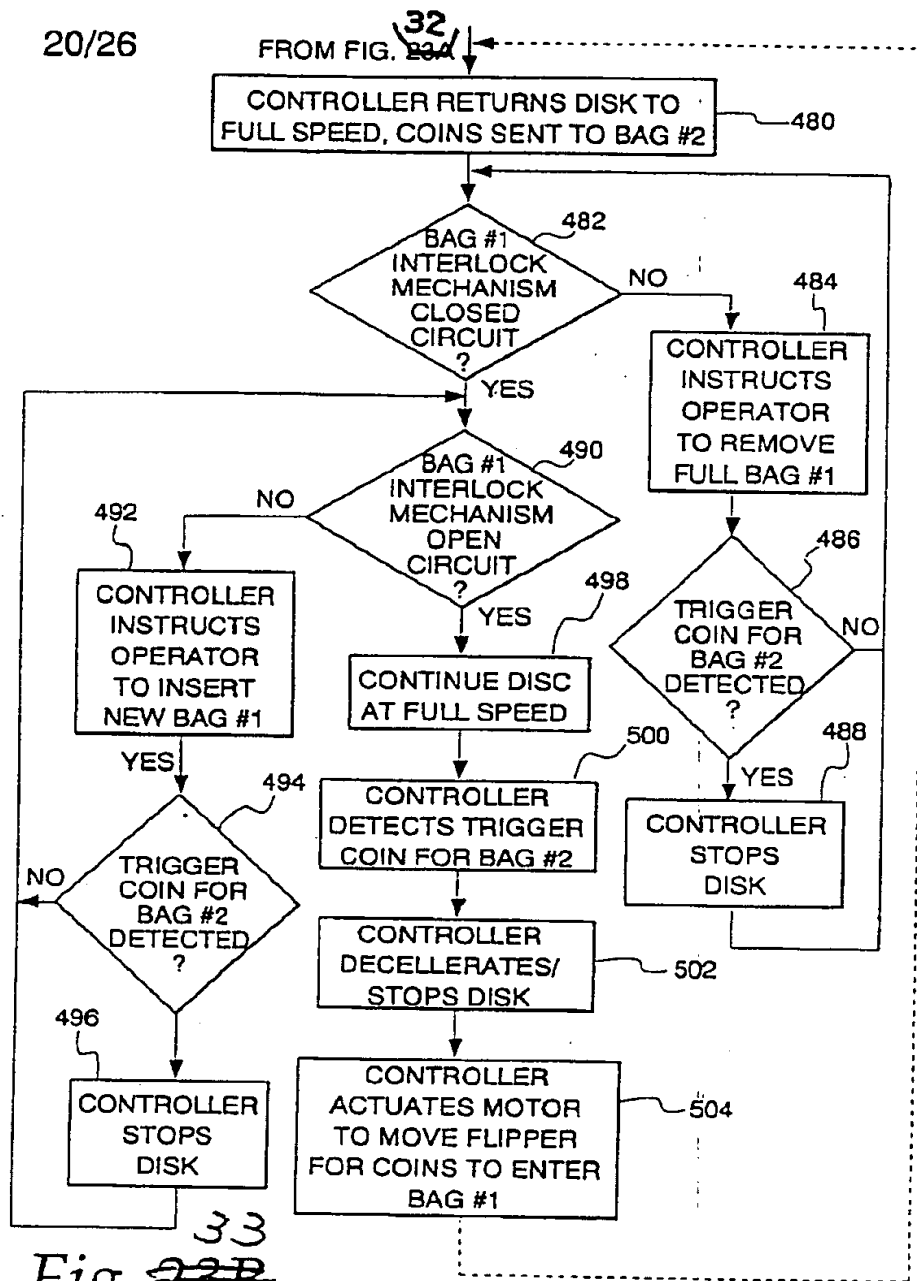 20/26
32
FROM FIG. 23A
CONTROLLER RETURNS DISK TO
FULL SPEED, COINS SENT TO BAG #2
480
BAG #1
INTERLOCK
MECHANISM
CLOSED
CIRCUIT
?
482
NO
YES
484
CONTROLLER
INSTRUCTS
OPERATOR
TO REMOVE
FULL BAG #1
BAG #1
INTERLOCK
MECHANISM
OPEN
CIRCUIT
?
490
NO
YES
492
CONTROLLER
INSTRUCTS
OPERATOR
TO INSERT
NEW BAG #1
YES
486
TRIGGER
COIN FOR
BAG #2
DETECTED
?
NO
YES
498
CONTINUE DISC
AT FULL SPEED
488
CONTROLLER
STOPS
DISK
494
TRIGGER
COIN FOR
BAG #2
DETECTED
?
NO
500
CONTROLLER
DETECTS TRIGGER
COIN FOR BAG #2
CONTROLLER
DECELLERATES/
STOPS DISK
502
496
CONTROLLER
STOPS
DISK
CONTROLLER
ACTUATES MOTOR
TO MOVE FLIPPER
FOR COINS TO ENTER
BAG #1
504
33
Fig. 23B